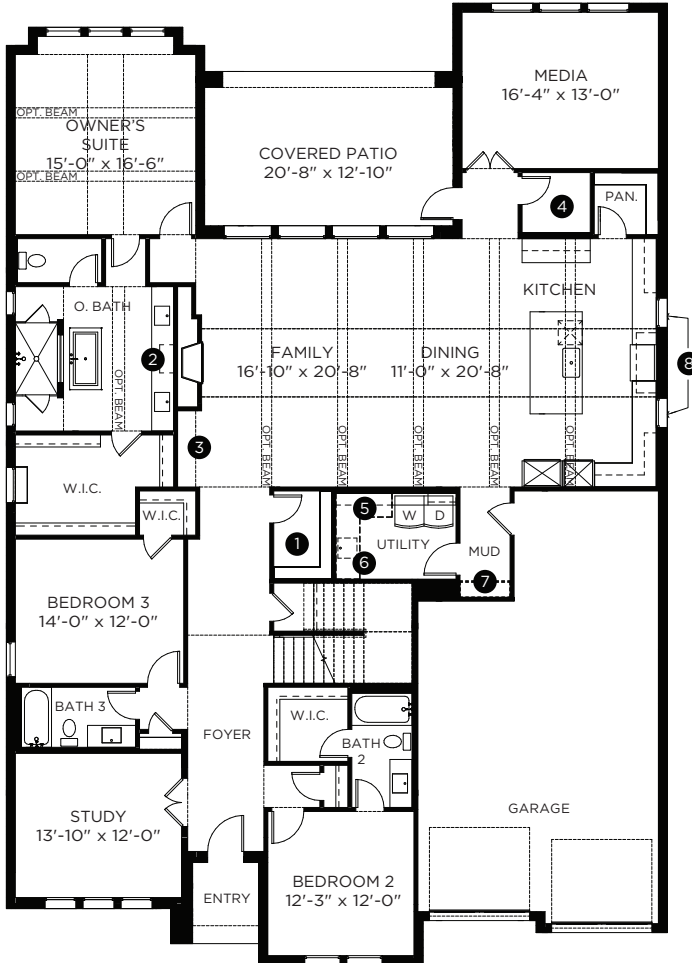 MEDIA
16'-4" x 13'-0"
OPT. BEAM
OWNER'S
SUITE
15'-0" x 16'-6"
OPT. BEAM
COVERED PATIO
20'-8" x 12'-10"
4
PAN.
KITCHEN
O. BATH
2
OPT. BEAM
FAMILY
16'-10" x 20'-8"
DINING
11'-0" x 20'-8"
8
3
OPT. BEAM
OPT. BEAM
OPT. BEAM
OPT. BEAM
OPT. BEAM
W.I.C.
W.I.C.
1
5
W
D
UTILITY
6
MUD
7
BEDROOM 3
14'-0" x 12'-0"
BATH 3
FOYER
W.I.C.
BATH
2
STUDY
13'-10" x 12'-0"
GARAGE
ENTRY
BEDROOM 2
12'-3" x 12'-0"